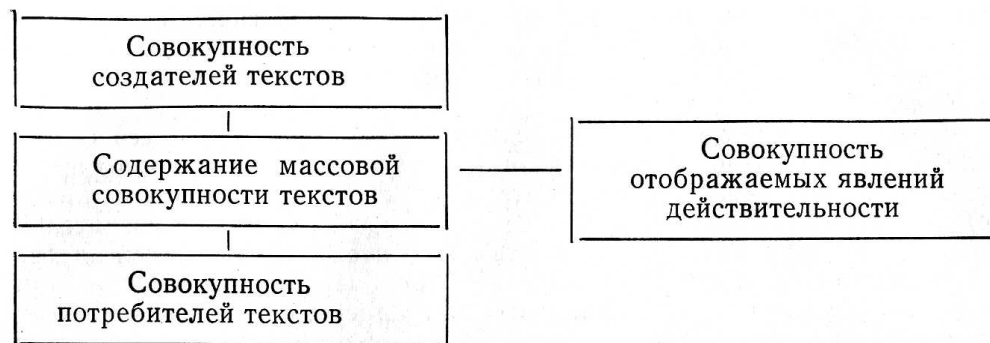 Совокупность
создателей текстов
Содержание массовой
совокупности текстов
Совокупность
отображаемых явлений
действительности
Совокупность
потребителей текстов